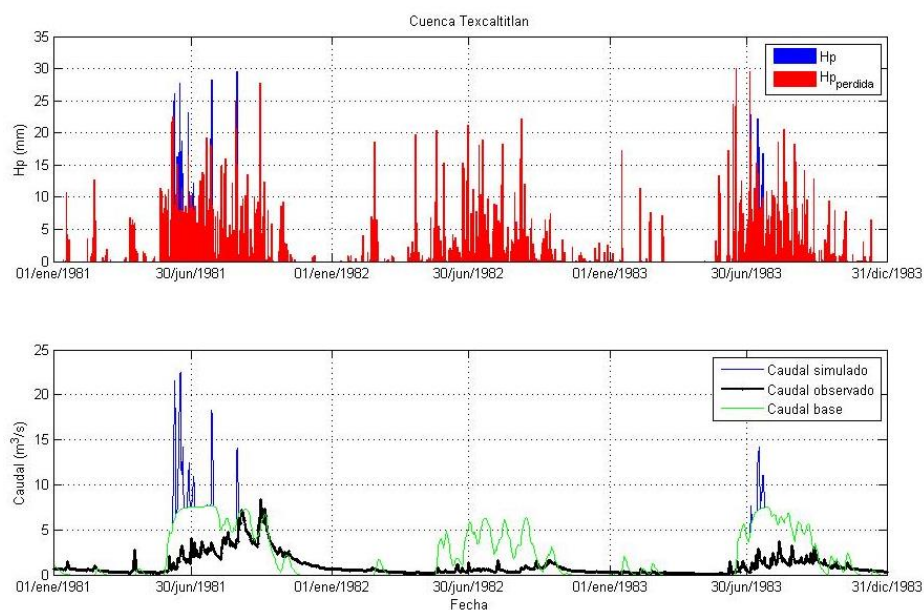 Cuenca Texcaltitlan
35
30
25
20
15
10
5
0
Hp (mm)
Hp
Hp perdida
01/ene/1981
30/jun/1981
01/ene/1982
30/jun/1982
01/ene/1983
30/jun/1983
31/dic/1983
25
20
15
10
5
0
Caudal (m³/s)
Caudal simulado
Caudal observado
Caudal base
01/ene/1981
30/jun/1981
01/ene/1982
30/jun/1982
01/ene/1983
30/jun/1983
31/dic/1983
Fecha